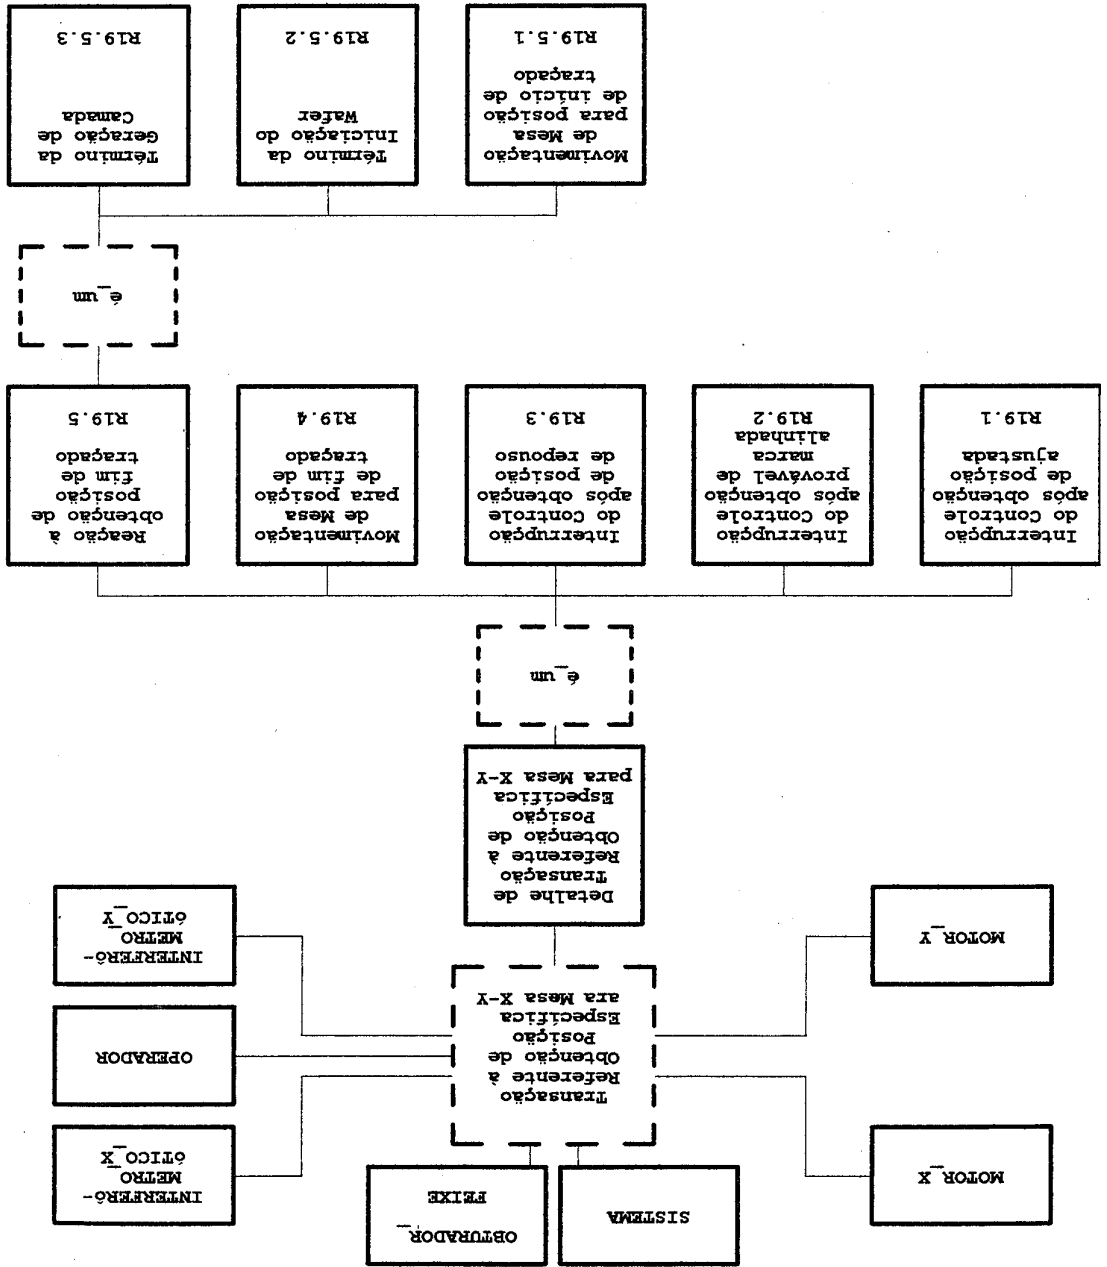 SISTEMA
OBTURADOR_
FEIXE
MOTOR_X
INTERFERÔ-
METRO_
ÓTICO_X
Transação
Referente à
Obtenção de
Posição
Específica
ara Mesa X-Y
OPERADOR
MOTOR_Y
INTERFERÔ-
METRO_
ÓTICO_Y
Detalhe de
Transação
Referente à
Obtenção de
Posição
Específica
para Mesa X-Y
é_um
Interrupção
do Controle
após obtenção
de posição
ajustada
R19.1
Interrupção
do Controle
após obtenção
provável de
marca
alinhada
R19.2
Interrupção
do Controle
após obtenção
de posição
de repouso
R19.3
Movimentação
de Mesa
para posição
de fim de
traçado
R19.4
Reação à
obtenção de
posição
de fim de
traçado
R19.5
é_um
Movimentação
de Mesa
para posição
de início de
traçado
R19.5.1
Término da
Iniciação do
Wafer
R19.5.2
Término da
Geração de
Camada
R19.5.3